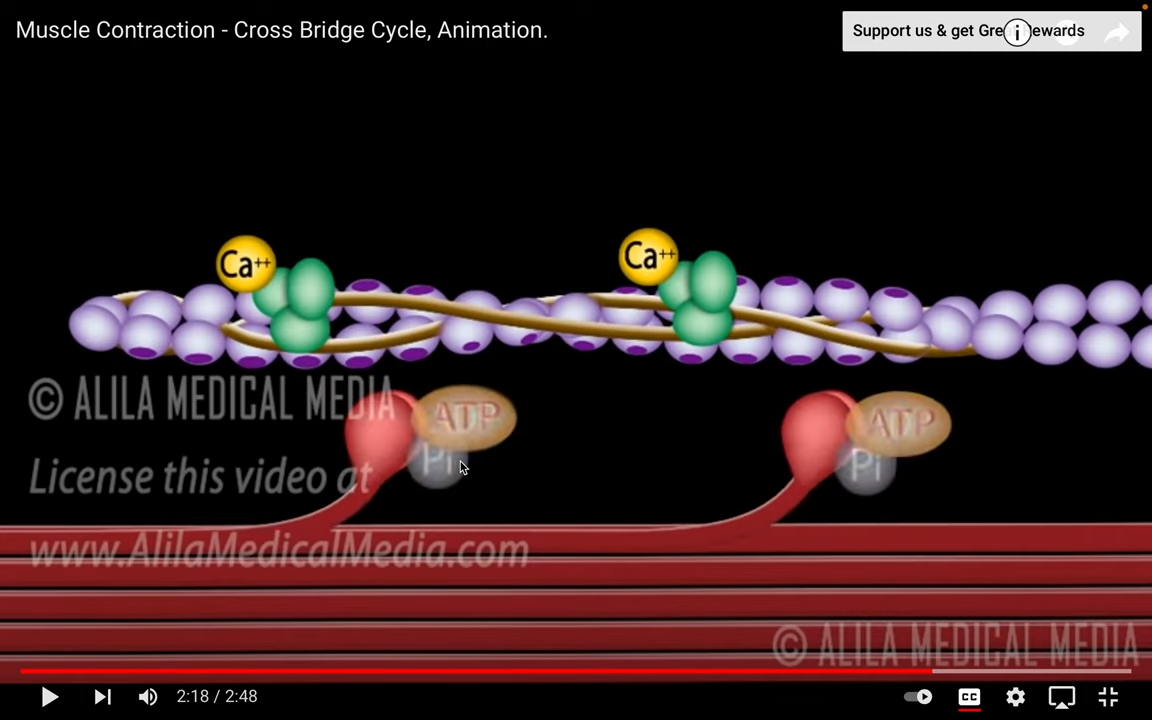 Muscle Contraction - Cross Bridge Cycle, Animation.
Support us & get Gre ewards
i
Ca++
Ca++
© ALILA MEDICAL MEDIA
ATP
ATP
Pi
Pi
License this video at
www.AlilaMedicalMedia.com
© ALILA MEDICAL MEDIA
2:18 / 2:48
CC